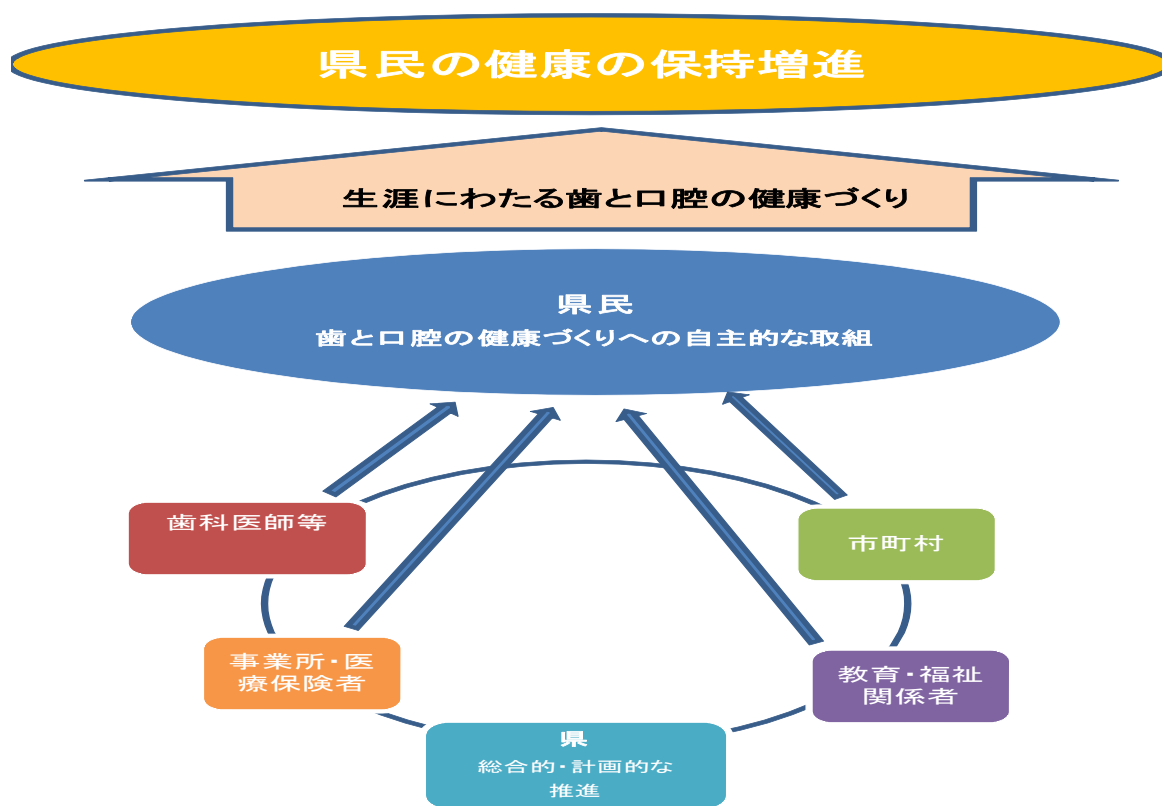 県民の健康の保持増進
生涯にわたる歯と口腔の健康づくり
県民
歯と口腔の健康づくりへの自主的な取組
歯科医師等
市町村
事業所・医
療保険者
教育・福祉
関係者
県
総合的・計画的な
推進